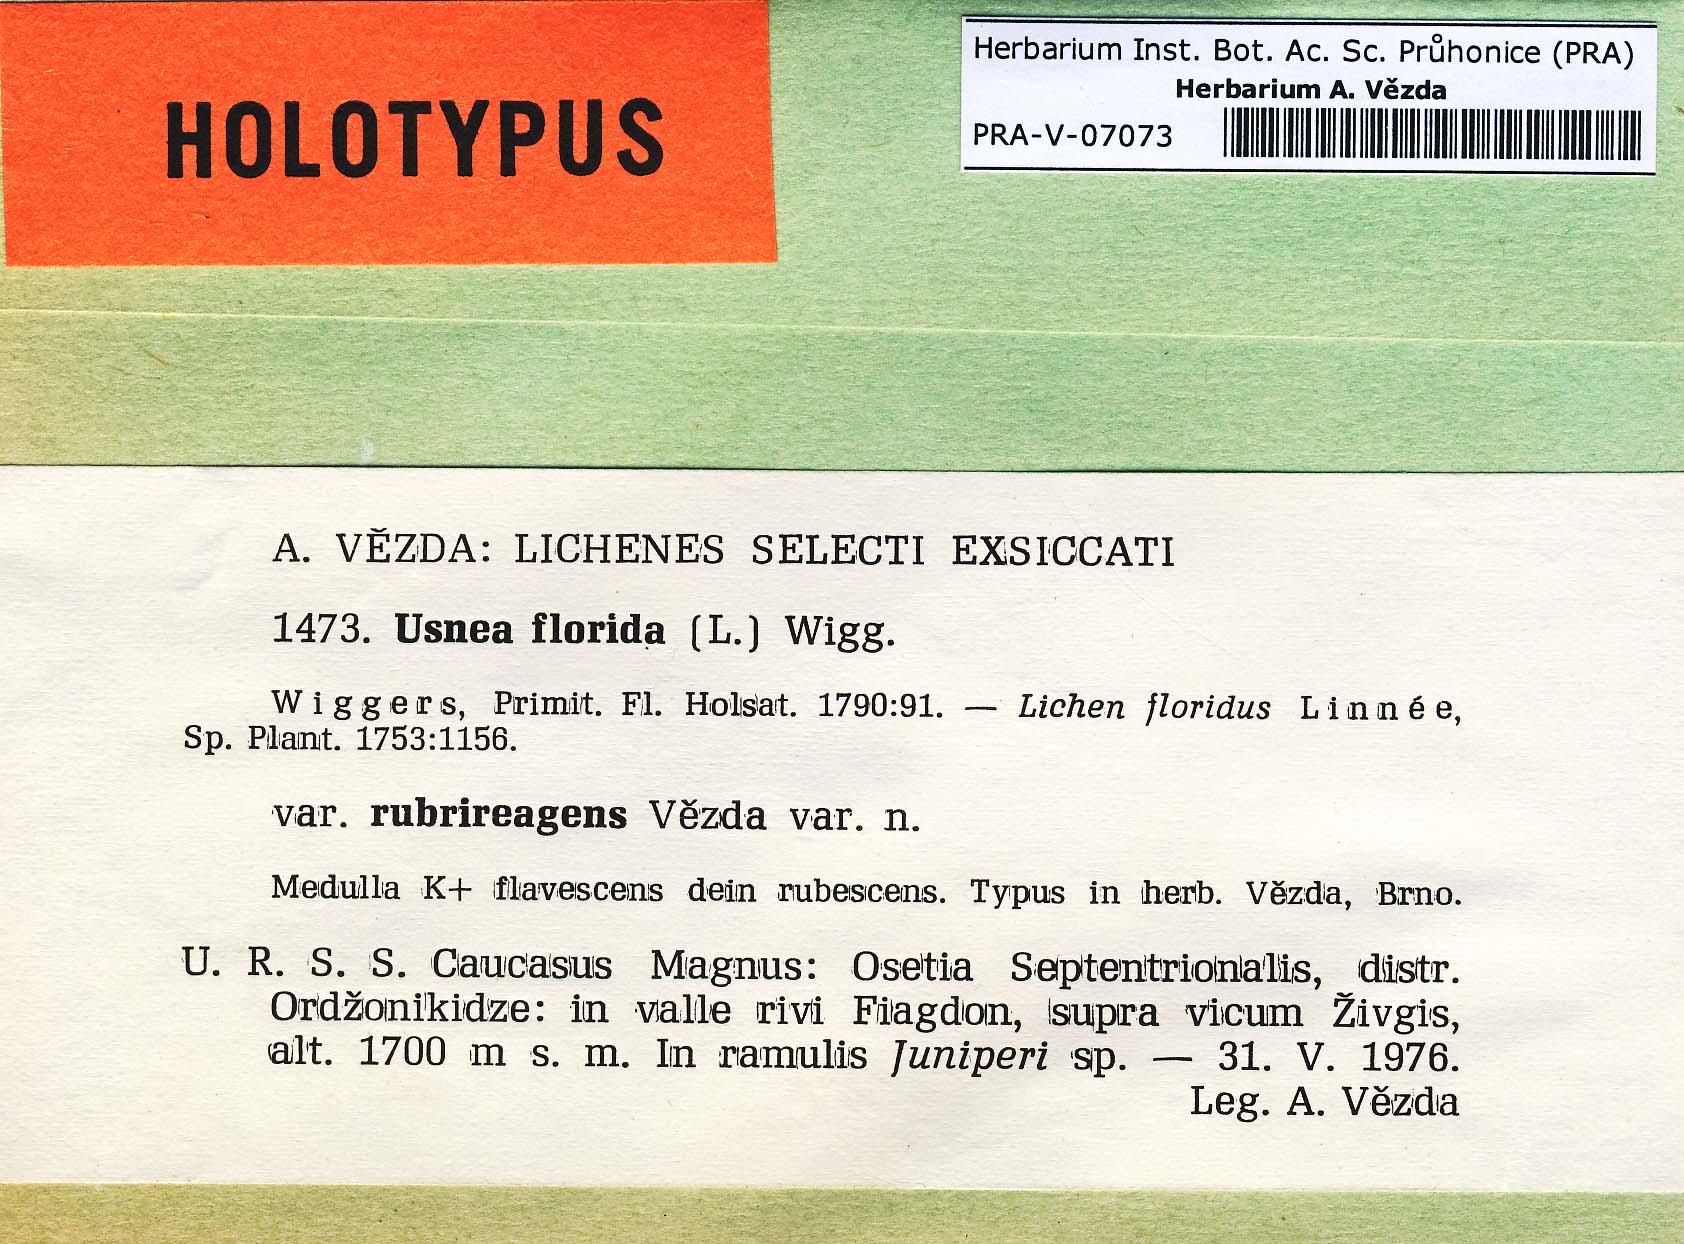 HOLOTYPUS
Herbarium Inst. Bot. Ac. Sc. Průhonice (PRA)
Herbarium A. Vězda
PRA-V-07073
A. VĚZDA: LICHENES SELECTI EXSICCATI
1473. Usnea florida (L.) Wigg.
Wiggers, Primit. Fl. Holsat. 1790:91. — Lichen floridus Linnée,
Sp. Plant. 1753:1156.
var. rubrireagens Vězda var. n.
Medulla K+ flavescens dein rubescens. Typus in herb. Vězda, Brno.
U. R. S. S. Caucasus Magnus: Osetia Septentrionalis, distr.
Ordžonikidze: in valle rivi Fiagdon, supra vicum Živgis,
alt. 1700 m s. m. In ramulis Juniperi sp. — 31. V. 1976.
Leg. A. Vězda